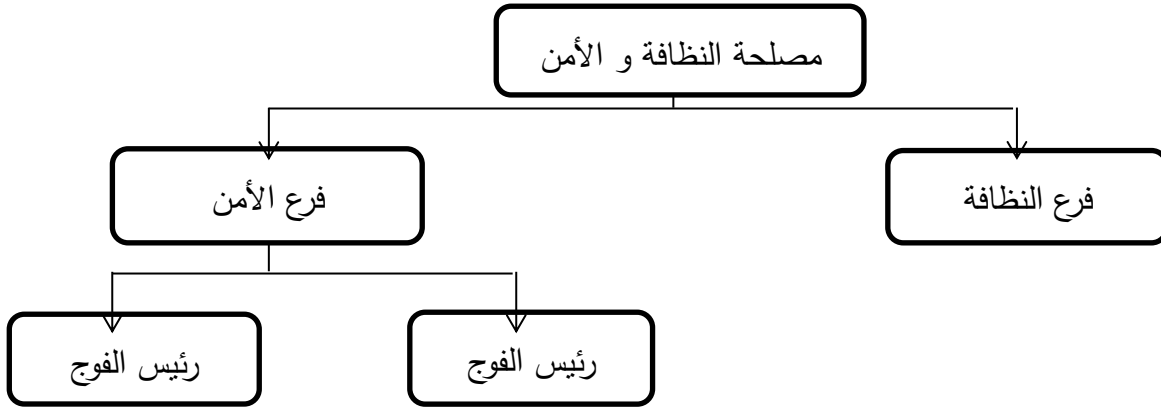 مصلحة النظافة و الأمن
فرع النظافة
فرع الأمن
رئيس الفوج
رئيس الفوج